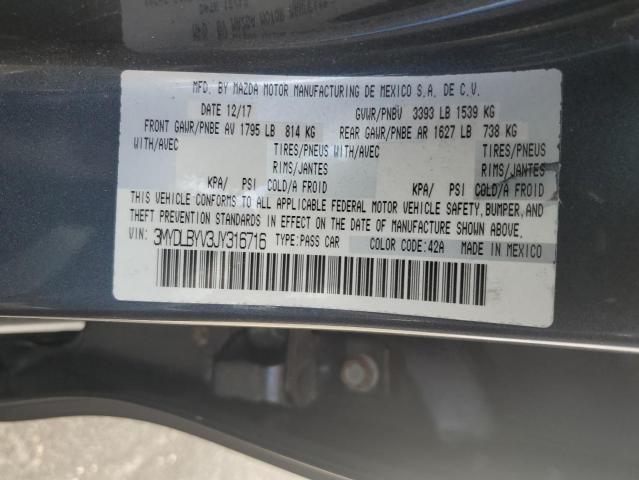 MFD. BY MAZDA MOTOR MANUFACTURING DE MEXICO S.A. DE C.V.
DATE 12/17 GVWR/PNBV 3393 LB 1539 KG
FRONT GAWR/PNBE AV 1795 LB 814 KG REAR GAWR/PNBE AR 1627 LB 738 KG
WITH/AVEC TIRES/PNEUS WITH/AVEC TIRES/PNEUS
RIMS/JANTES RIMS/JANTES
KPA/ PSI COLD/A FROID KPA/ PSI COLD/A FROID
THIS VEHICLE CONFORMS TO ALL APPLICABLE FEDERAL MOTOR VEHICLE SAFETY, BUMPER, AND
THEFT PREVENTION STANDARDS IN EFFECT ON THE DATE OF MANUFACTURE SHOWN ABOVE.
VIN: 3MYDLBYV3JY316716 TYPE:PASS CAR COLOR CODE:42A MADE IN MEXICO